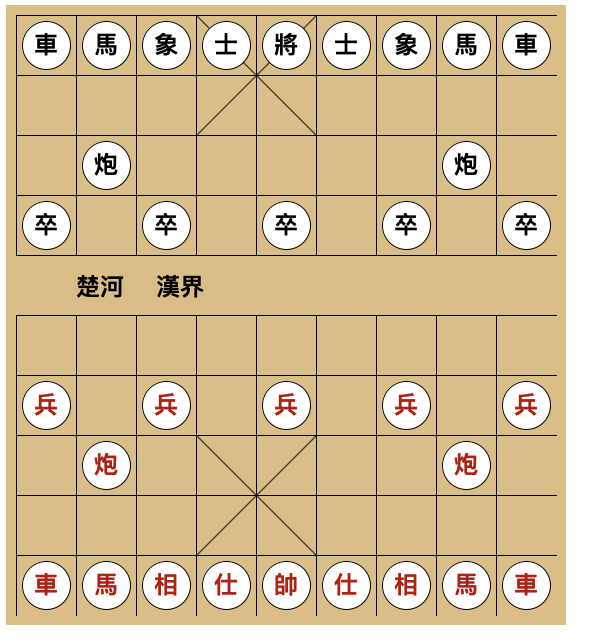 車 馬 象 士 將 士 象 馬 車
炮 炮
卒 卒 卒 卒 卒
楚河 漢界
兵 兵 兵 兵 兵
炮 炮
車 馬 相 仕 帥 仕 相 馬 車